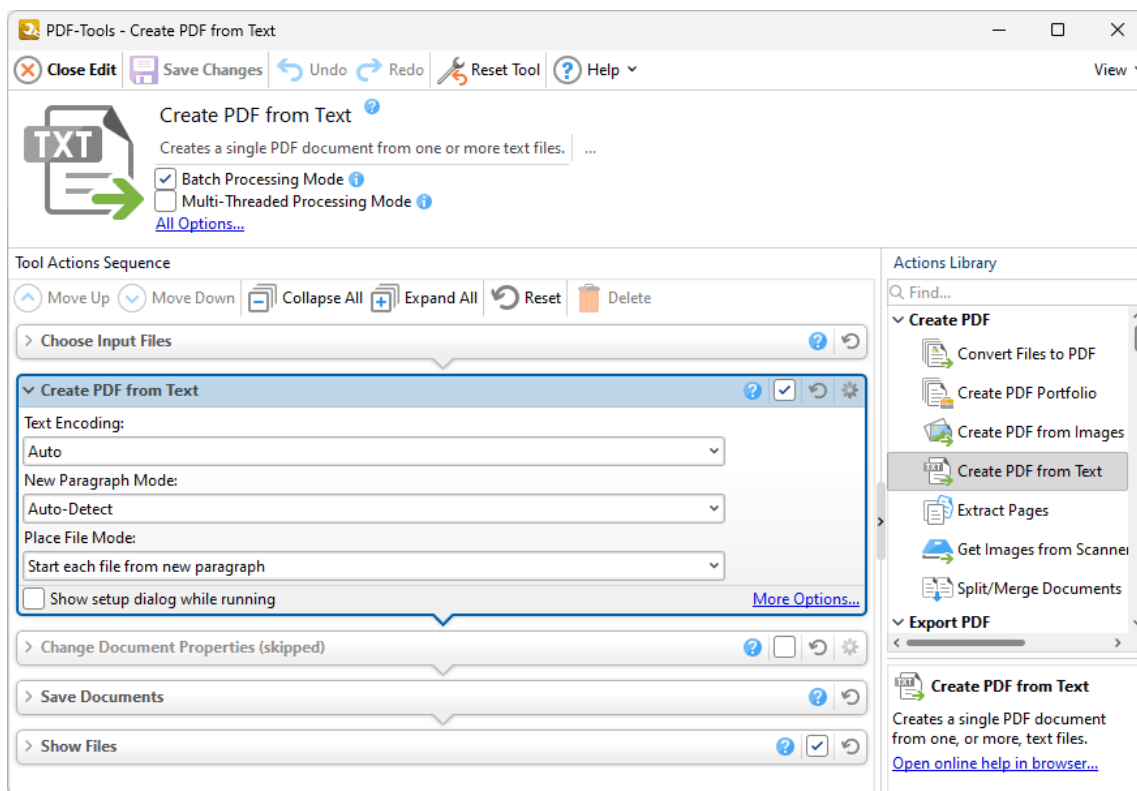 PDF-Tools - Create PDF from Text
Close Edit Save Changes Undo Redo Reset Tool ? Help View
TXT
Create PDF from Text ?
Creates a single PDF document from one or more text files. ...
Batch Processing Mode i
Multi-Threaded Processing Mode i
All Options...
Tool Actions Sequence
Move Up Move Down Collapse All Expand All Reset Delete
Choose Input Files ?
Create PDF from Text ?
Text Encoding:
Auto
New Paragraph Mode:
Auto-Detect
Place File Mode:
Start each file from new paragraph
Show setup dialog while running More Options...
Change Document Properties (skipped) ?
Save Documents ?
Show Files ?
Actions Library
Find...
Create PDF
Convert Files to PDF
Create PDF Portfolio
Create PDF from Images
TXT Create PDF from Text
Extract Pages
Get Images from Scanner
Split/Merge Documents
Export PDF
TXT Create PDF from Text
Creates a single PDF document
from one, or more, text files.
Open online help in browser...